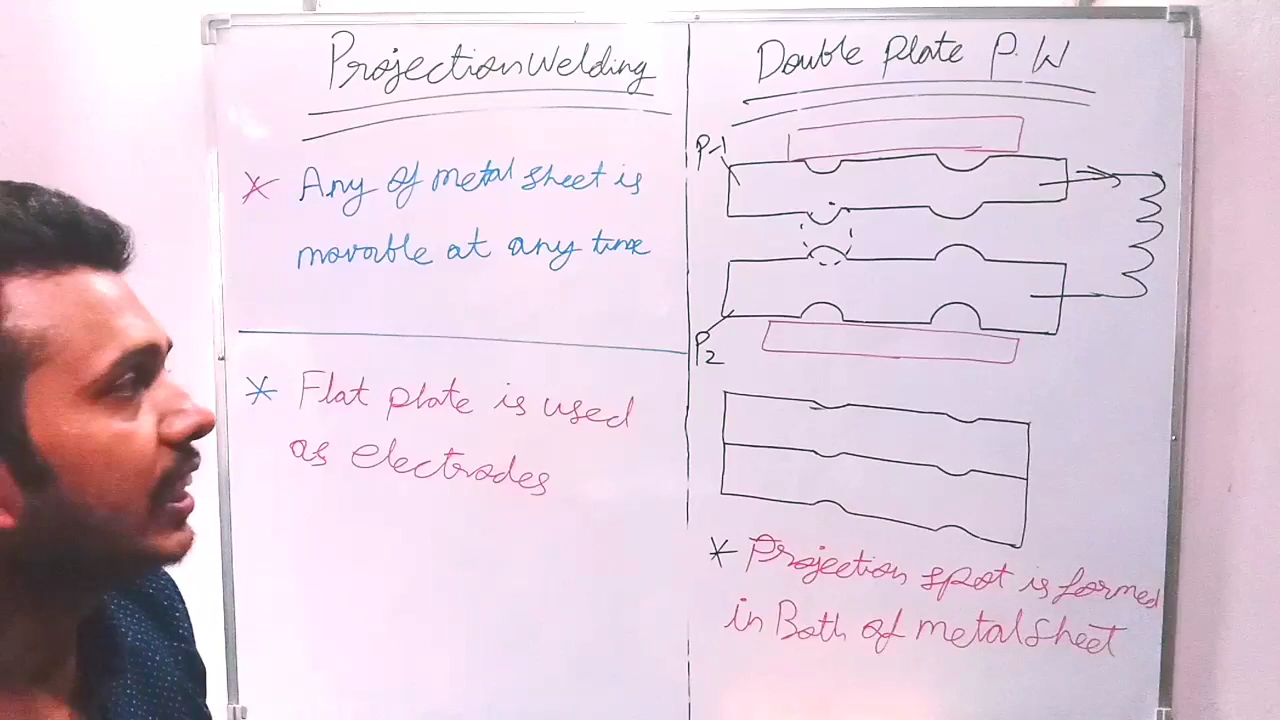 Projection Welding
* Any of metal sheet is
movable at any time
* Flat plate is used
as electrodes
Double Plate P.W
P-1
P2
* Projection spot is formed
in Both of metal sheet